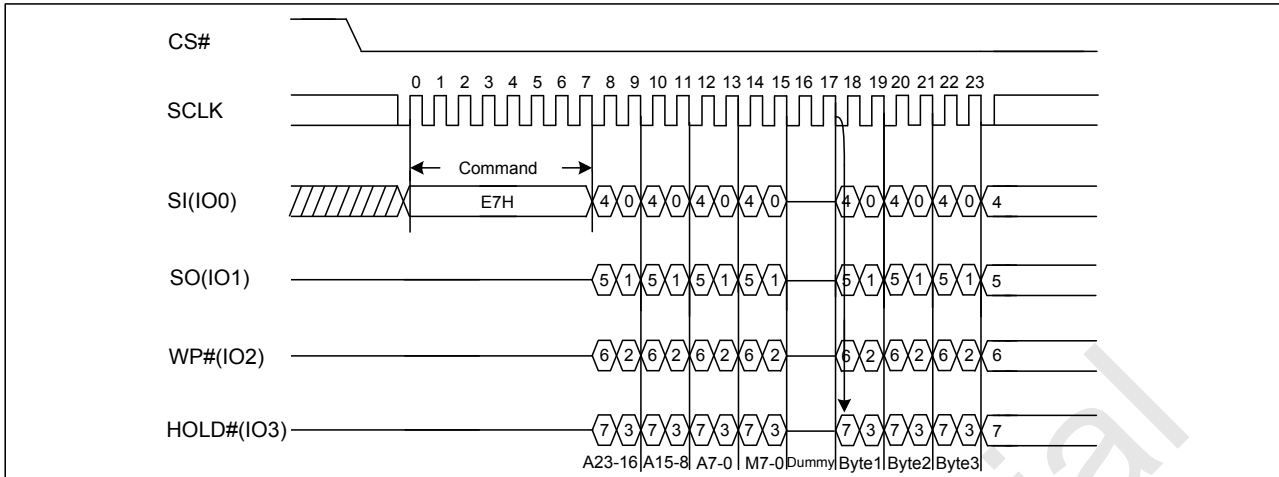 CS#
0 1 2 3 4 5 6 7 8 9 10 11 12 13 14 15 16 17 18 19 20 21 22 23
SCLK
Command
SI(IO0) E7H 4 0 4 0 4 0 4 0 4 0 4 0 4 0 4
SO(IO1) 5 1 5 1 5 1 5 1 5 1 5 1 5 1 5
WP#(IO2) 6 2 6 2 6 2 6 2 6 2 6 2 6 2 6
HOLD#(IO3) 7 3 7 3 7 3 7 3 7 3 7 3 7 3 7
A23-16 A15-8 A7-0 M7-0 Dummy Byte1 Byte2 Byte3